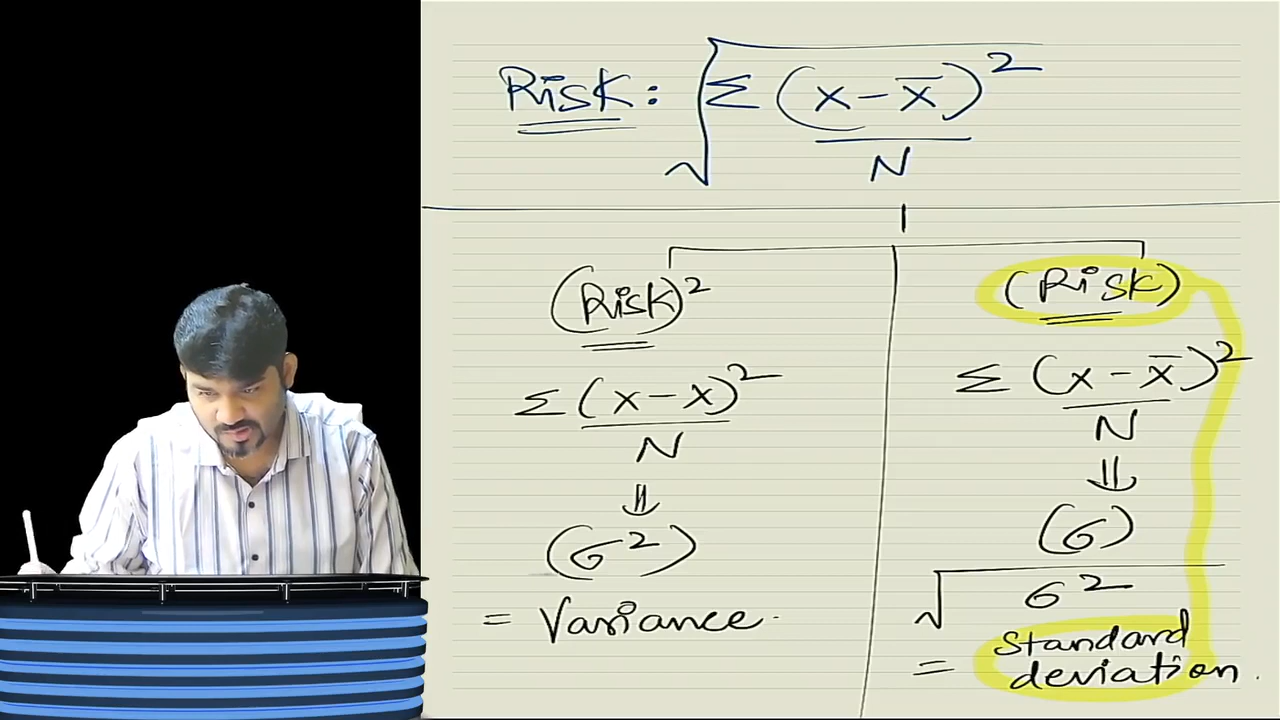 Risk: √Σ(x-x̄)²
N
(Risk)²
Σ(x-x)²
N
⇓
(σ²)
= Variance.
(Risk)
Σ(x-x̄)²
N
⇓
(σ)
√σ²
= Standard
deviation.